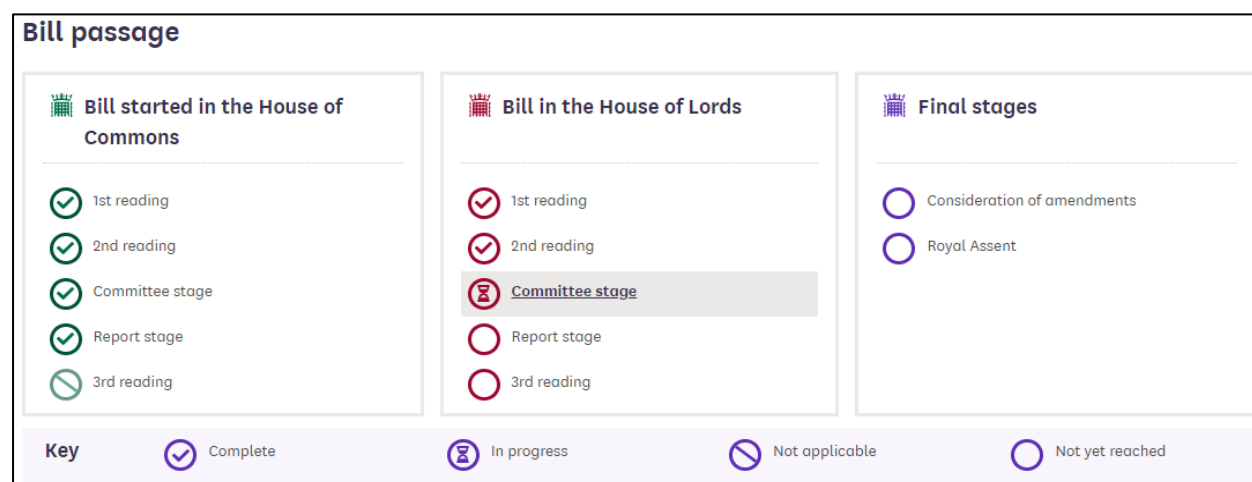 Bill passage
Bill started in the House of
Commons
1st reading
2nd reading
Committee stage
Report stage
3rd reading
Bill in the House of Lords
1st reading
2nd reading
Committee stage
Report stage
3rd reading
Final stages
Consideration of amendments
Royal Assent
Key
Complete
In progress
Not applicable
Not yet reached